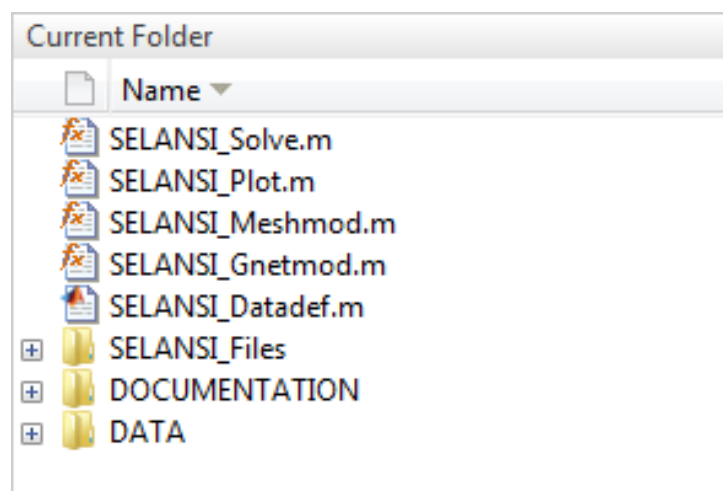 Current Folder
Name
SELANSI_Solve.m
SELANSI_Plot.m
SELANSI_Meshmod.m
SELANSI_Gnetmod.m
SELANSI_Datadef.m
SELANSI_Files
DOCUMENTATION
DATA